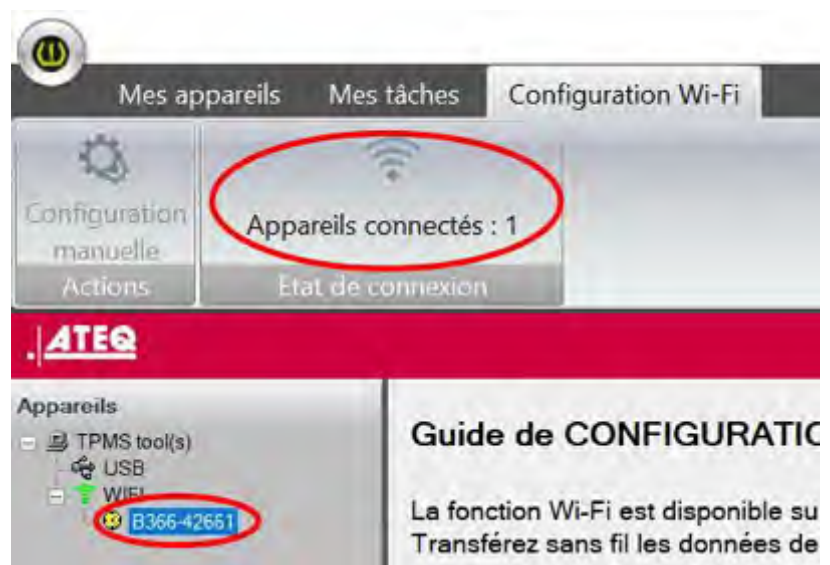 Mes appareils Mes tâches Configuration Wi-Fi
Configuration
manuelle
Appareils connectés : 1
Actions
Etat de connexion
ATEQ
Appareils
TPMS tool(s)
USB
WIFI
B366-42661
Guide de CONFIGURATIO
La fonction Wi-Fi est disponible su
Transférez sans fil les données de